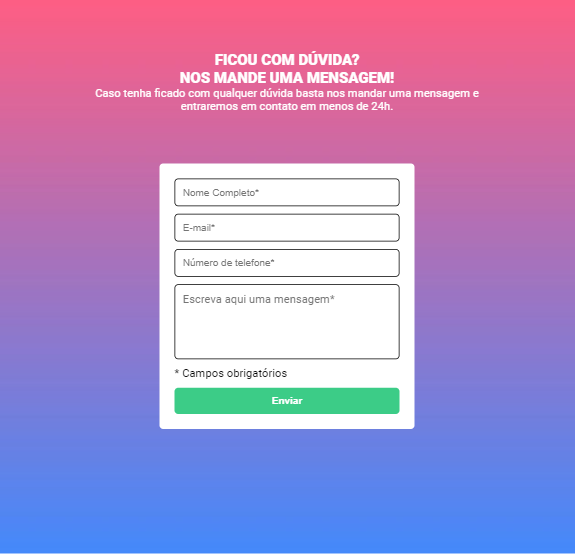 FICOU COM DÚVIDA?
NOS MANDE UMA MENSAGEM!
Caso tenha ficado com qualquer dúvida basta nos mandar uma mensagem e
entraremos em contato em menos de 24h.
Nome Completo*
E-mail*
Número de telefone*
Escreva aqui uma mensagem*
* Campos obrigatórios
Enviar